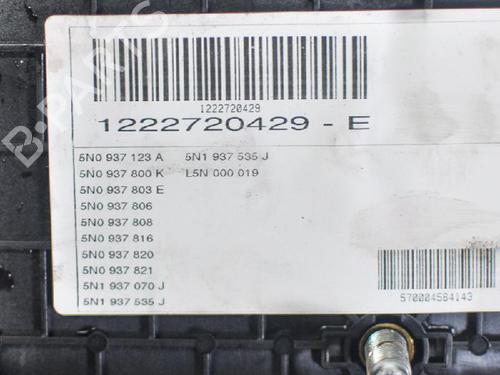 B-PARTS
1222720429
1222720429 - E
5N0 937 123 A 5N1 937 535 J
5N0 937 800 K L5N 000 019
5N0 937 803 E
5N0 937 806
5N0 937 808
5N0 937 816
5N0 937 820
5N0 937 821
5N1 937 070 J
5N1 937 535 J
570004584143